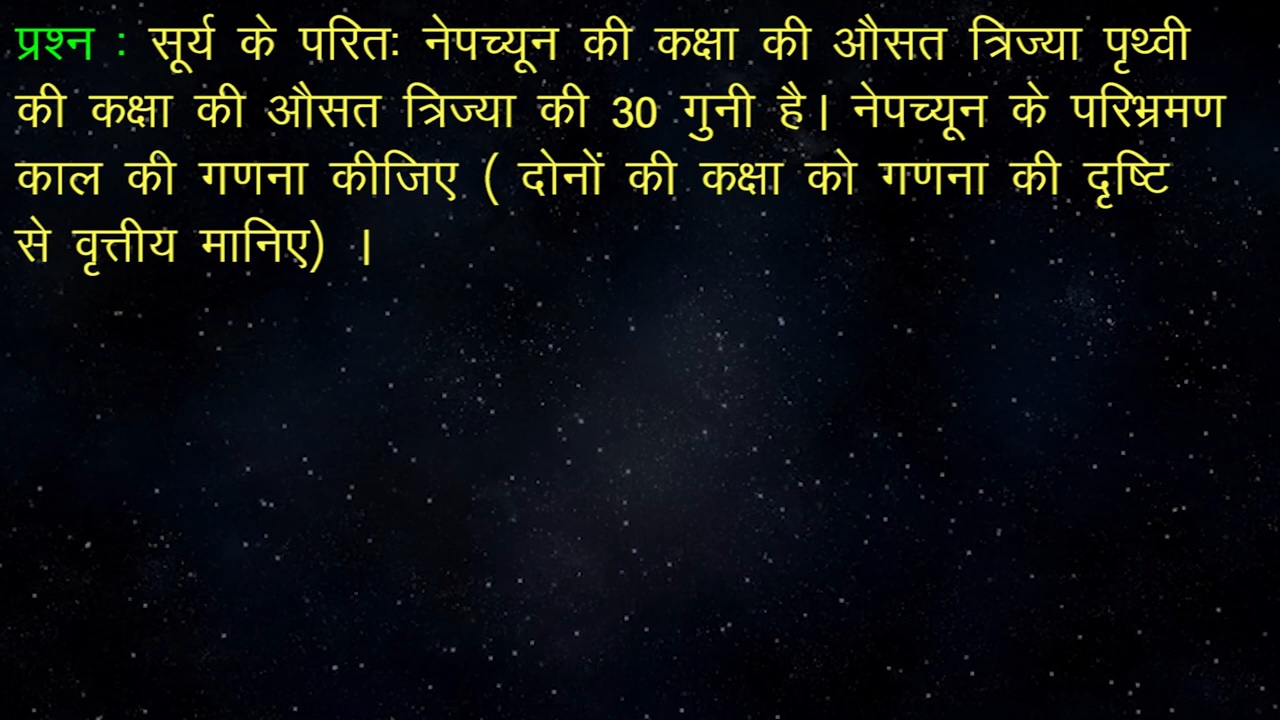 प्रश्न : सूर्य के परितः नेपच्यून की कक्षा की औसत त्रिज्या पृथ्वी
की कक्षा की औसत त्रिज्या की 30 गुनी है। नेपच्यून के परिभ्रमण
काल की गणना कीजिए ( दोनों की कक्षा को गणना की दृष्टि
से वृत्तीय मानिए) ।